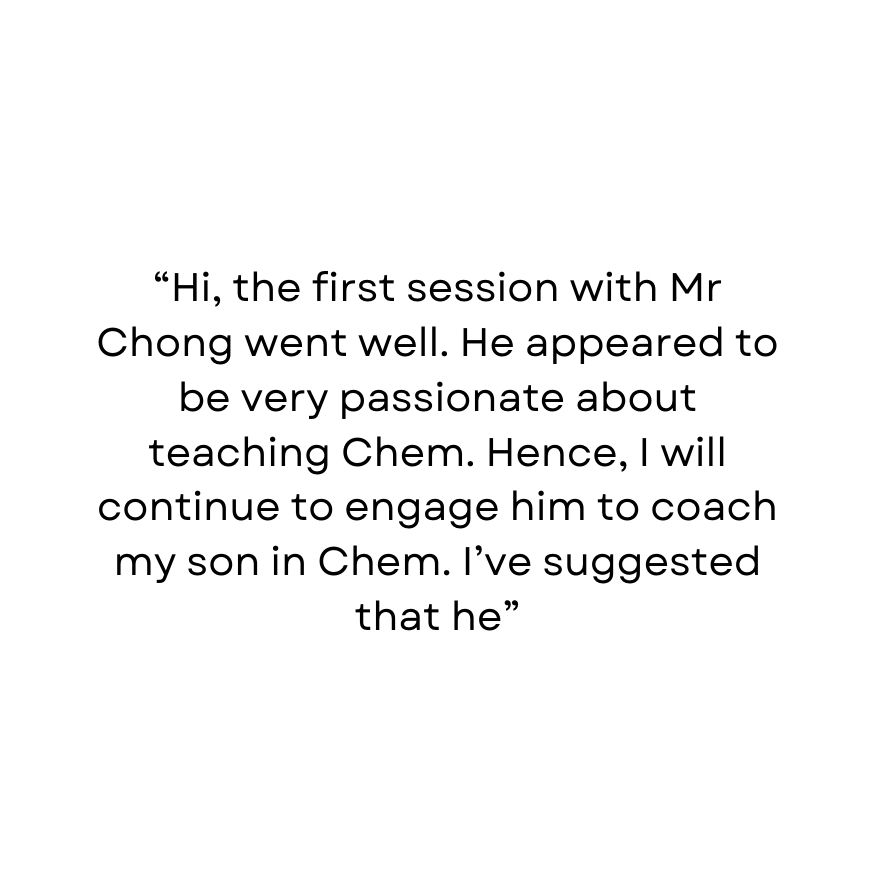 “Hi, the first session with Mr
Chong went well. He appeared to
be very passionate about
teaching Chem. Hence, I will
continue to engage him to coach
my son in Chem. I’ve suggested
that he”